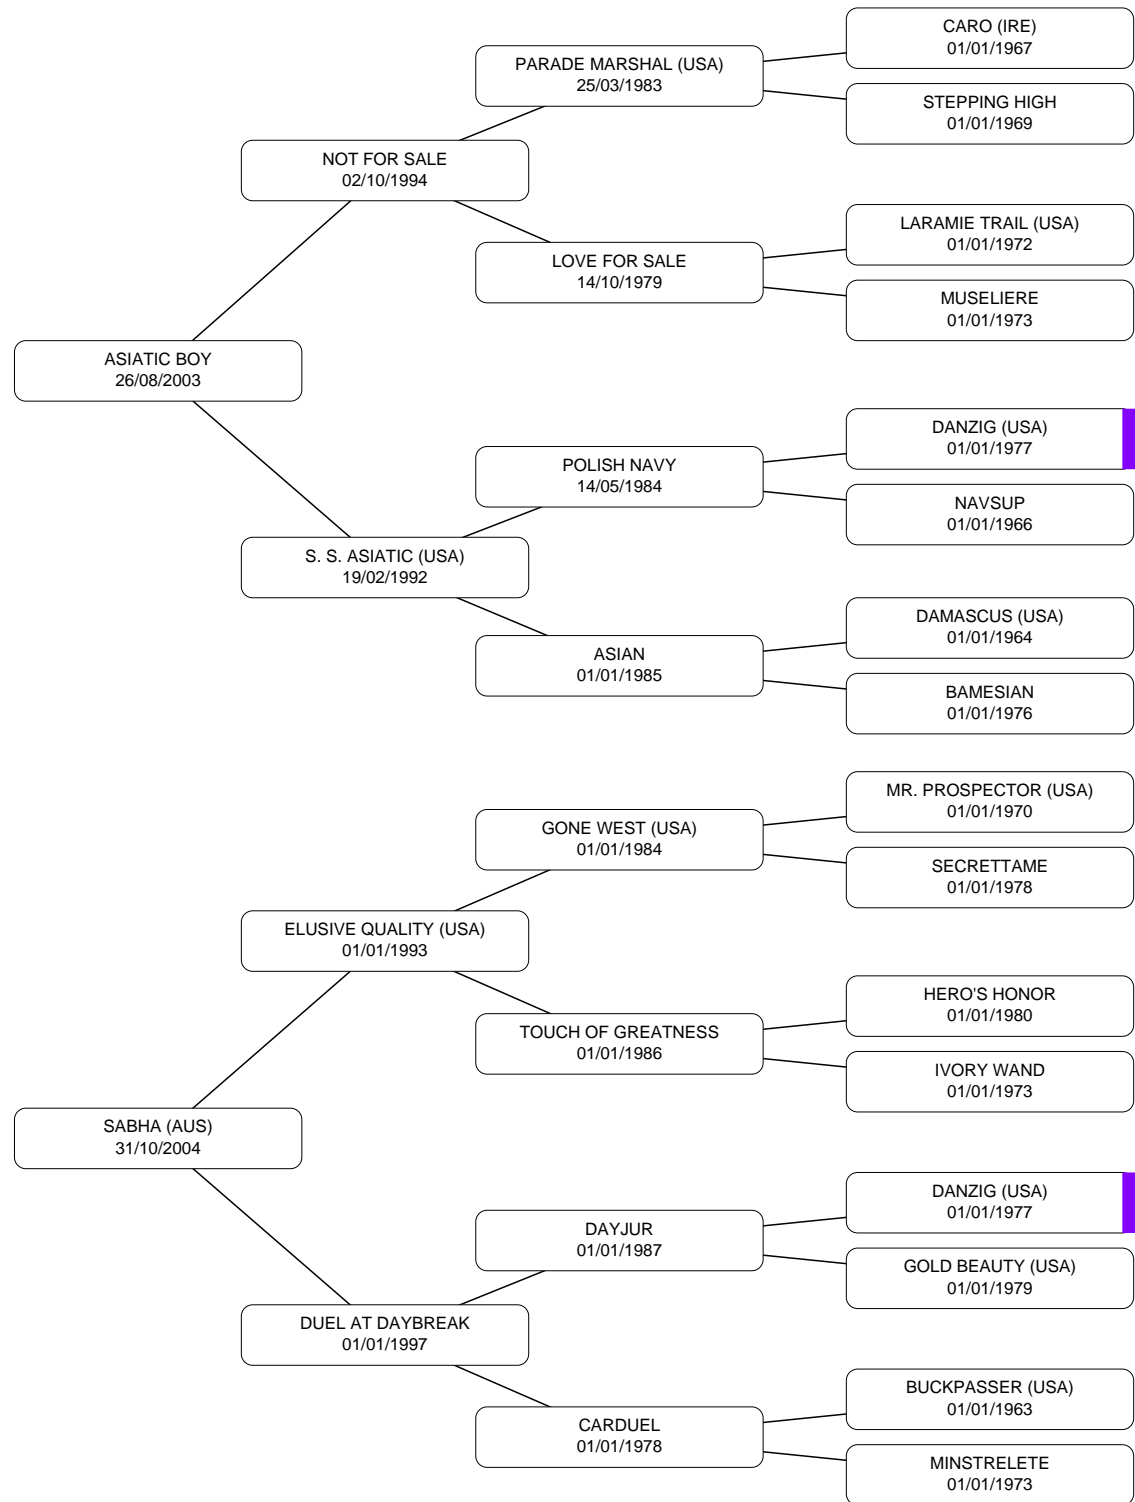 CARO (IRE)
01/01/1967
PARADE MARSHAL (USA)
25/03/1983
STEPPING HIGH
01/01/1969
NOT FOR SALE
02/10/1994
LARAMIE TRAIL (USA)
01/01/1972
LOVE FOR SALE
14/10/1979
MUSELIERE
01/01/1973
ASIATIC BOY
26/08/2003
DANZIG (USA)
01/01/1977
POLISH NAVY
14/05/1984
NAVSUP
01/01/1966
S. S. ASIATIC (USA)
19/02/1992
DAMASCUS (USA)
01/01/1964
ASIAN
01/01/1985
BAMESIAN
01/01/1976
MR. PROSPECTOR (USA)
01/01/1970
GONE WEST (USA)
01/01/1984
SECRETTAME
01/01/1978
ELUSIVE QUALITY (USA)
01/01/1993
HERO'S HONOR
01/01/1980
TOUCH OF GREATNESS
01/01/1986
IVORY WAND
01/01/1973
SABHA (AUS)
31/10/2004
DANZIG (USA)
01/01/1977
DAYJUR
01/01/1987
GOLD BEAUTY (USA)
01/01/1979
DUEL AT DAYBREAK
01/01/1997
BUCKPASSER (USA)
01/01/1963
CARDUEL
01/01/1978
MINSTRELETE
01/01/1973